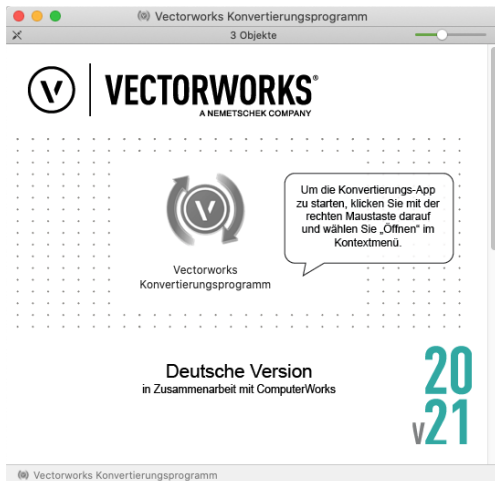 Vectorworks Konvertierungsprogramm
3 Objekte
VECTORWORKS®
A NEMETSCHEK COMPANY
Um die Konvertierungs-App
zu starten, klicken Sie mit der
rechten Maustaste darauf
und wählen Sie „Öffnen“ im
Kontextmenü.
Vectorworks
Konvertierungsprogramm
Deutsche Version
in Zusammenarbeit mit ComputerWorks
20
v21
Vectorworks Konvertierungsprogramm